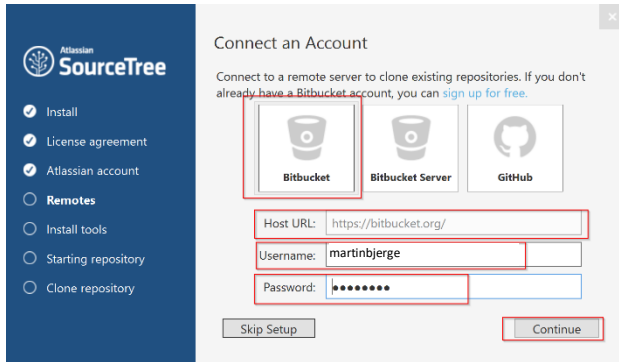 Atlassian
SourceTree
Install
License agreement
Atlassian account
Remotes
Install tools
Starting repository
Clone repository
Connect an Account
Connect to a remote server to clone existing repositories. If you don't
already have a Bitbucket account, you can sign up for free.
Bitbucket
Bitbucket Server
GitHub
Host URL: https://bitbucket.org/
Username: martinbjerge
Password: ●●●●●●●●
Skip Setup
Continue